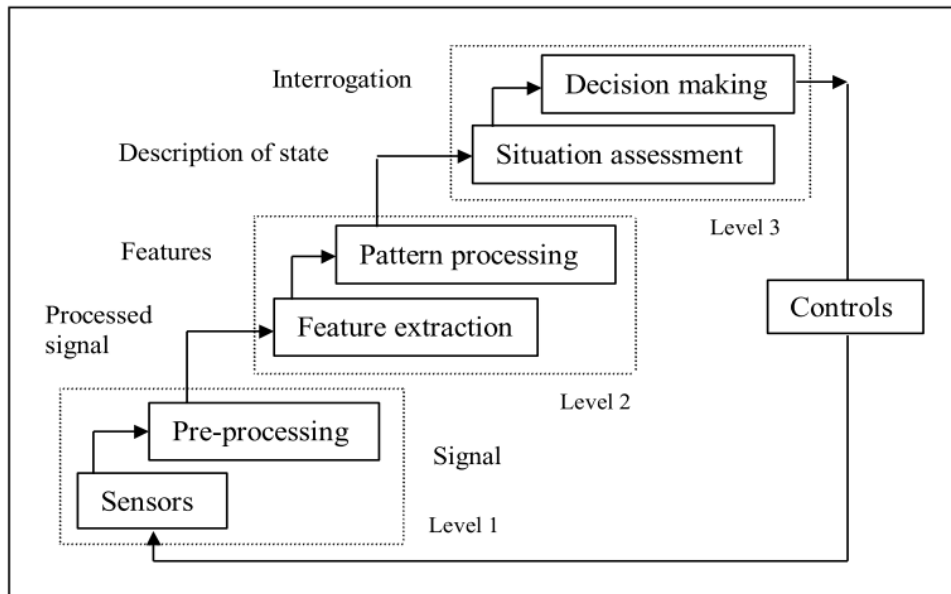 Interrogation
Decision making
Description of state
Situation assessment
Level 3
Features
Pattern processing
Controls
Processed
signal
Feature extraction
Level 2
Pre-processing
Signal
Sensors
Level 1